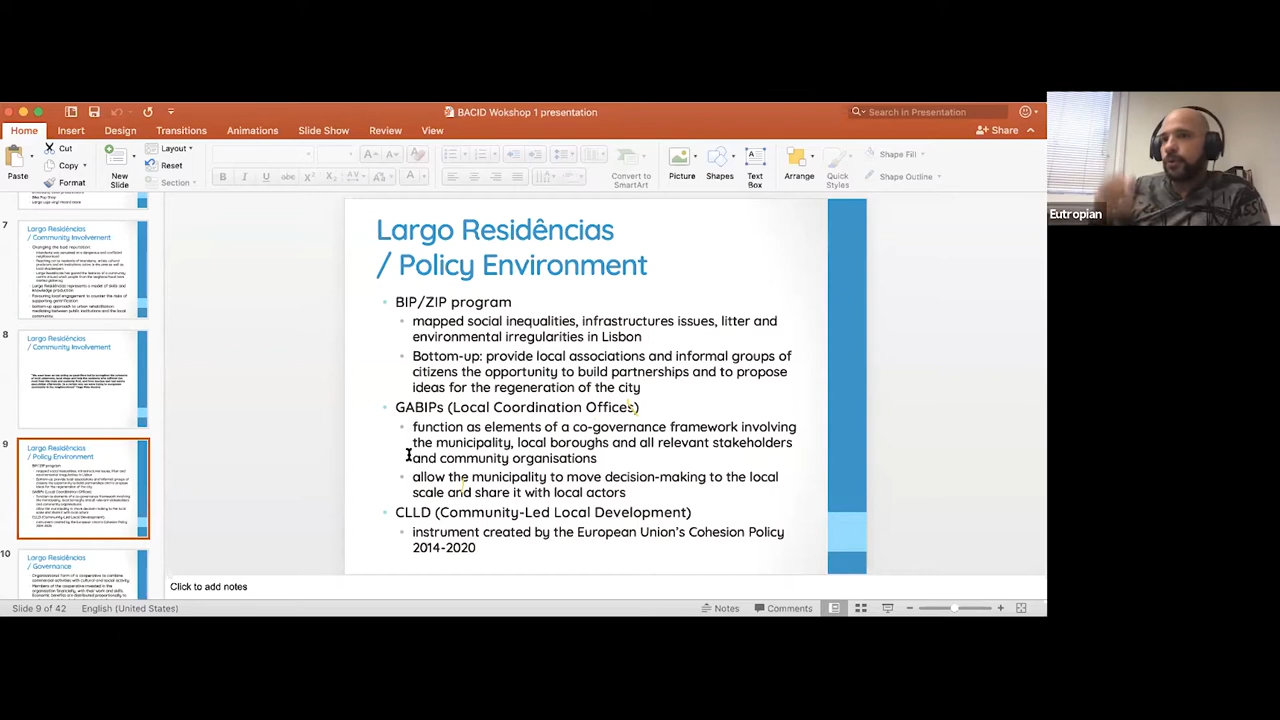 BACID Wokshop 1 presentation
Search in Presentation
Home
Insert
Design
Transitions
Animations
Slide Show
Review
View
Share
Paste
Cut
Copy
Format
New
Slide
Layout
Reset
Section
B I U abc
Convert to
SmartArt
Picture
Shapes
Text
Box
Arrange
Quick
Styles
Shape Fill
Shape Outline
Eutropian
7
Largo Residências
/ Community Involvement
8
Largo Residências
/ Community Involvement
9
Largo Residências
/ Policy Environment
10
Largo Residências
/ Governance
Largo Residências
/ Policy Environment
BIP/ZIP program
mapped social inequalities, infrastructures issues, litter and
environmental irregularities in Lisbon
Bottom-up: provide local associations and informal groups of
citizens the opportunity to build partnerships and to propose
ideas for the regeneration of the city
GABIPs (Local Coordination Offices)
function as elements of a co-governance framework involving
the municipality, local boroughs and all relevant stakeholders
and community organisations
allow the municipality to move decision-making to the local
scale and share it with local actors
CLLD (Community-Led Local Development)
instrument created by the European Union's Cohesion Policy
2014-2020
Click to add notes
Slide 9 of 42
English (United States)
Notes
Comments